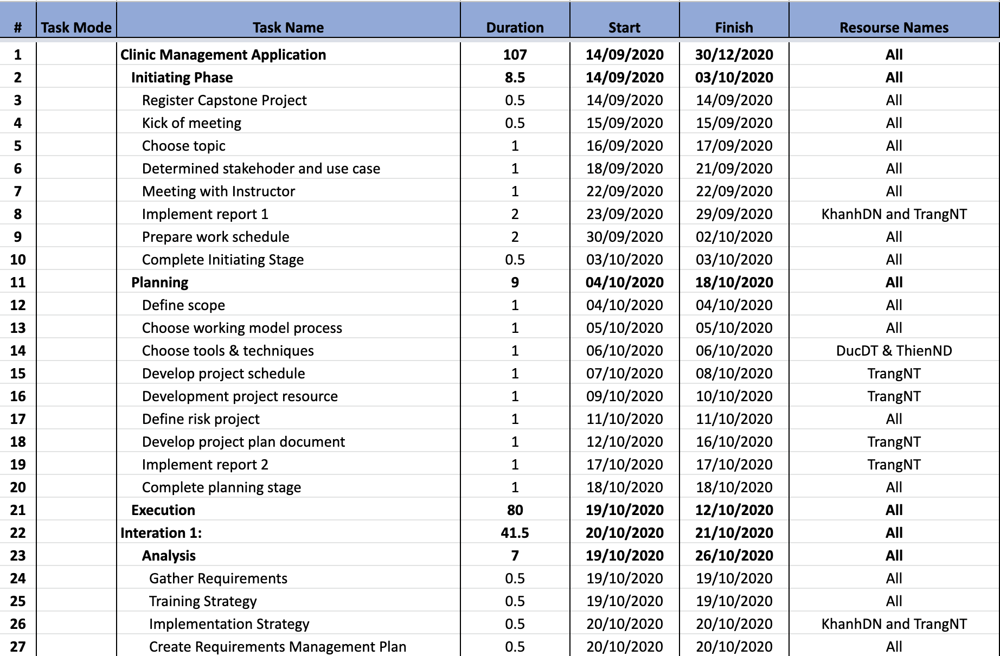 # Task Mode Task Name Duration Start Finish Resourse Names
1 Clinic Management Application 107 14/09/2020 30/12/2020 All
2 Initiating Phase 8.5 14/09/2020 03/10/2020 All
3 Register Capstone Project 0.5 14/09/2020 14/09/2020 All
4 Kick of meeting 0.5 15/09/2020 15/09/2020 All
5 Choose topic 1 16/09/2020 17/09/2020 All
6 Determined stakehoder and use case 1 18/09/2020 21/09/2020 All
7 Meeting with Instructor 1 22/09/2020 22/09/2020 All
8 Implement report 1 2 23/09/2020 29/09/2020 KhanhDN and TrangNT
9 Prepare work schedule 2 30/09/2020 02/10/2020 All
10 Complete Initiating Stage 0.5 03/10/2020 03/10/2020 All
11 Planning 9 04/10/2020 18/10/2020 All
12 Define scope 1 04/10/2020 04/10/2020 All
13 Choose working model process 1 05/10/2020 05/10/2020 All
14 Choose tools & techniques 1 06/10/2020 06/10/2020 DucDT & ThienND
15 Develop project schedule 1 07/10/2020 08/10/2020 TrangNT
16 Development project resource 1 09/10/2020 10/10/2020 TrangNT
17 Define risk project 1 11/10/2020 11/10/2020 All
18 Develop project plan document 1 12/10/2020 16/10/2020 TrangNT
19 Implement report 2 1 17/10/2020 17/10/2020 TrangNT
20 Complete planning stage 1 18/10/2020 18/10/2020 All
21 Execution 80 19/10/2020 12/10/2020 All
22 Interation 1: 41.5 20/10/2020 21/10/2020 All
23 Analysis 7 19/10/2020 26/10/2020 All
24 Gather Requirements 0.5 19/10/2020 19/10/2020 All
25 Training Strategy 0.5 19/10/2020 19/10/2020 All
26 Implementation Strategy 0.5 20/10/2020 20/10/2020 KhanhDN and TrangNT
27 Create Requirements Management Plan 0.5 20/10/2020 20/10/2020 All